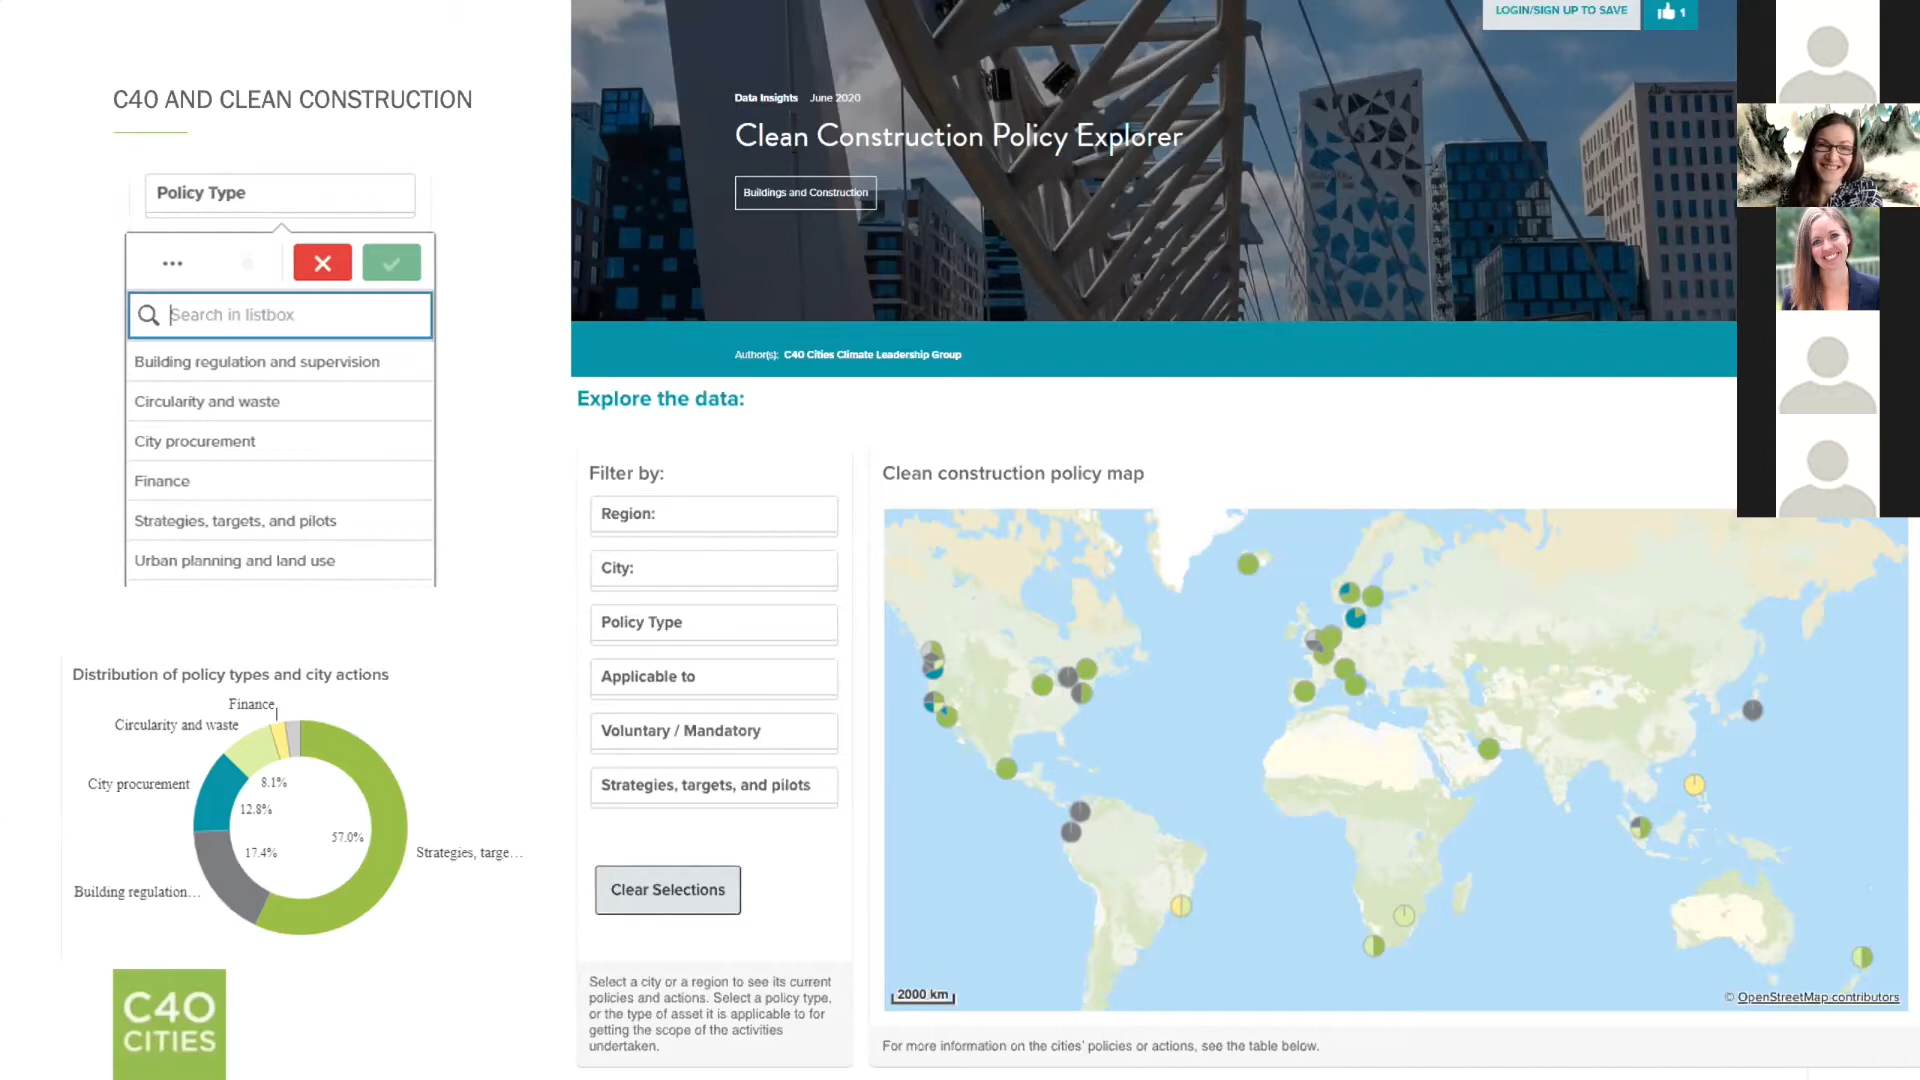 C40 AND CLEAN CONSTRUCTION
Policy Type
Search in listbox
Building regulation and supervision
Circularity and waste
City procurement
Finance
Strategies, targets, and pilots
Urban planning and land use
Distribution of policy types and city actions
Finance
Circularity and waste
City procurement
8.1%
12.8%
57.0%
17.4%
Strategies, targe...
Building regulation...
C40
CITIES
LOGIN/SIGN UP TO SAVE
1
Data Insights June 2020
Clean Construction Policy Explorer
Buildings and Construction
Author(s): C40 Cities Climate Leadership Group
Explore the data:
Filter by:
Region:
City:
Policy Type
Applicable to
Voluntary / Mandatory
Strategies, targets, and pilots
Clear Selections
Select a city or a region to see its current
policies and actions. Select a policy type,
or the type of asset it is applicable to for
getting the scope of the activities
undertaken.
Clean construction policy map
2000 km
© OpenStreetMap contributors
For more information on the cities' policies or actions, see the table below.